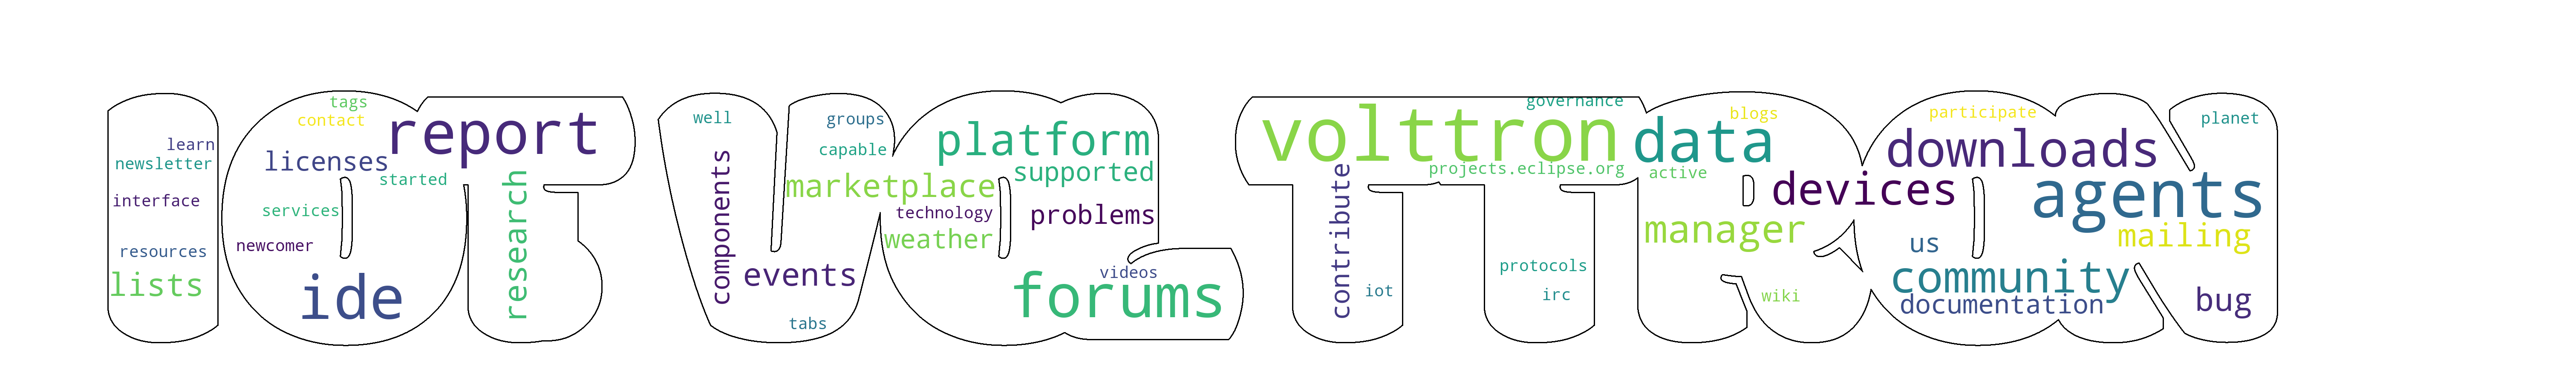 learn
newsletter
interface
resources
lists
tags
contact
report
licenses
started
services
newcomer
research
ide
well
groups
capable
components
marketplace
technology
weather
events
tabs
platform
supported
problems
videos
forums
governance
volttron
projects.eclipse.org
contribute
protocols
iot
irc
blogs
data
active
devices
manager
wiki
participate
downloads
planet
agents
mailing
us
community
documentation
bug